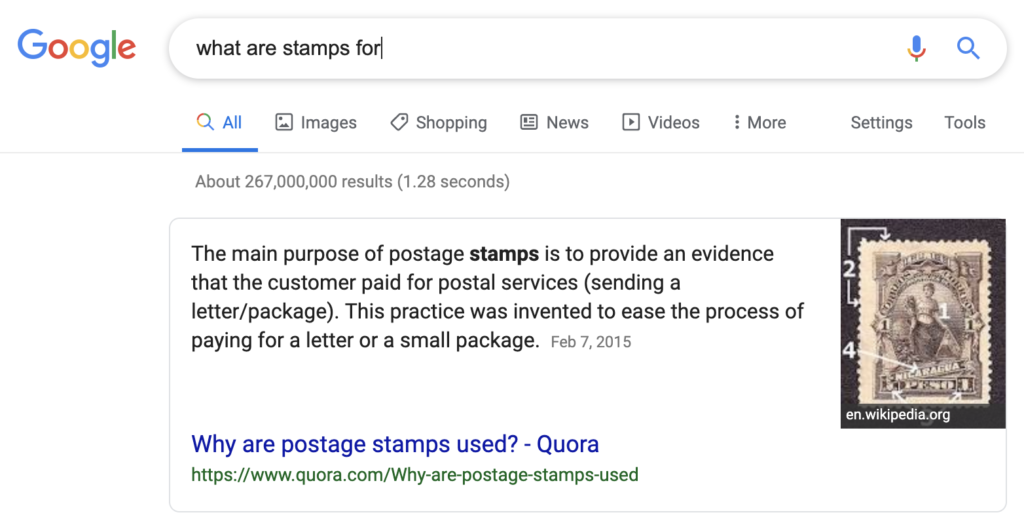 Google
what are stamps for
All Images Shopping News Videos More Settings Tools
About 267,000,000 results (1.28 seconds)
The main purpose of postage stamps is to provide an evidence
that the customer paid for postal services (sending a
letter/package). This practice was invented to ease the process of
paying for a letter or a small package. Feb 7, 2015
2
1
1 1
4
NICARAGUA
1 PESO 1
en.wikipedia.org
Why are postage stamps used? - Quora
https://www.quora.com/Why-are-postage-stamps-used